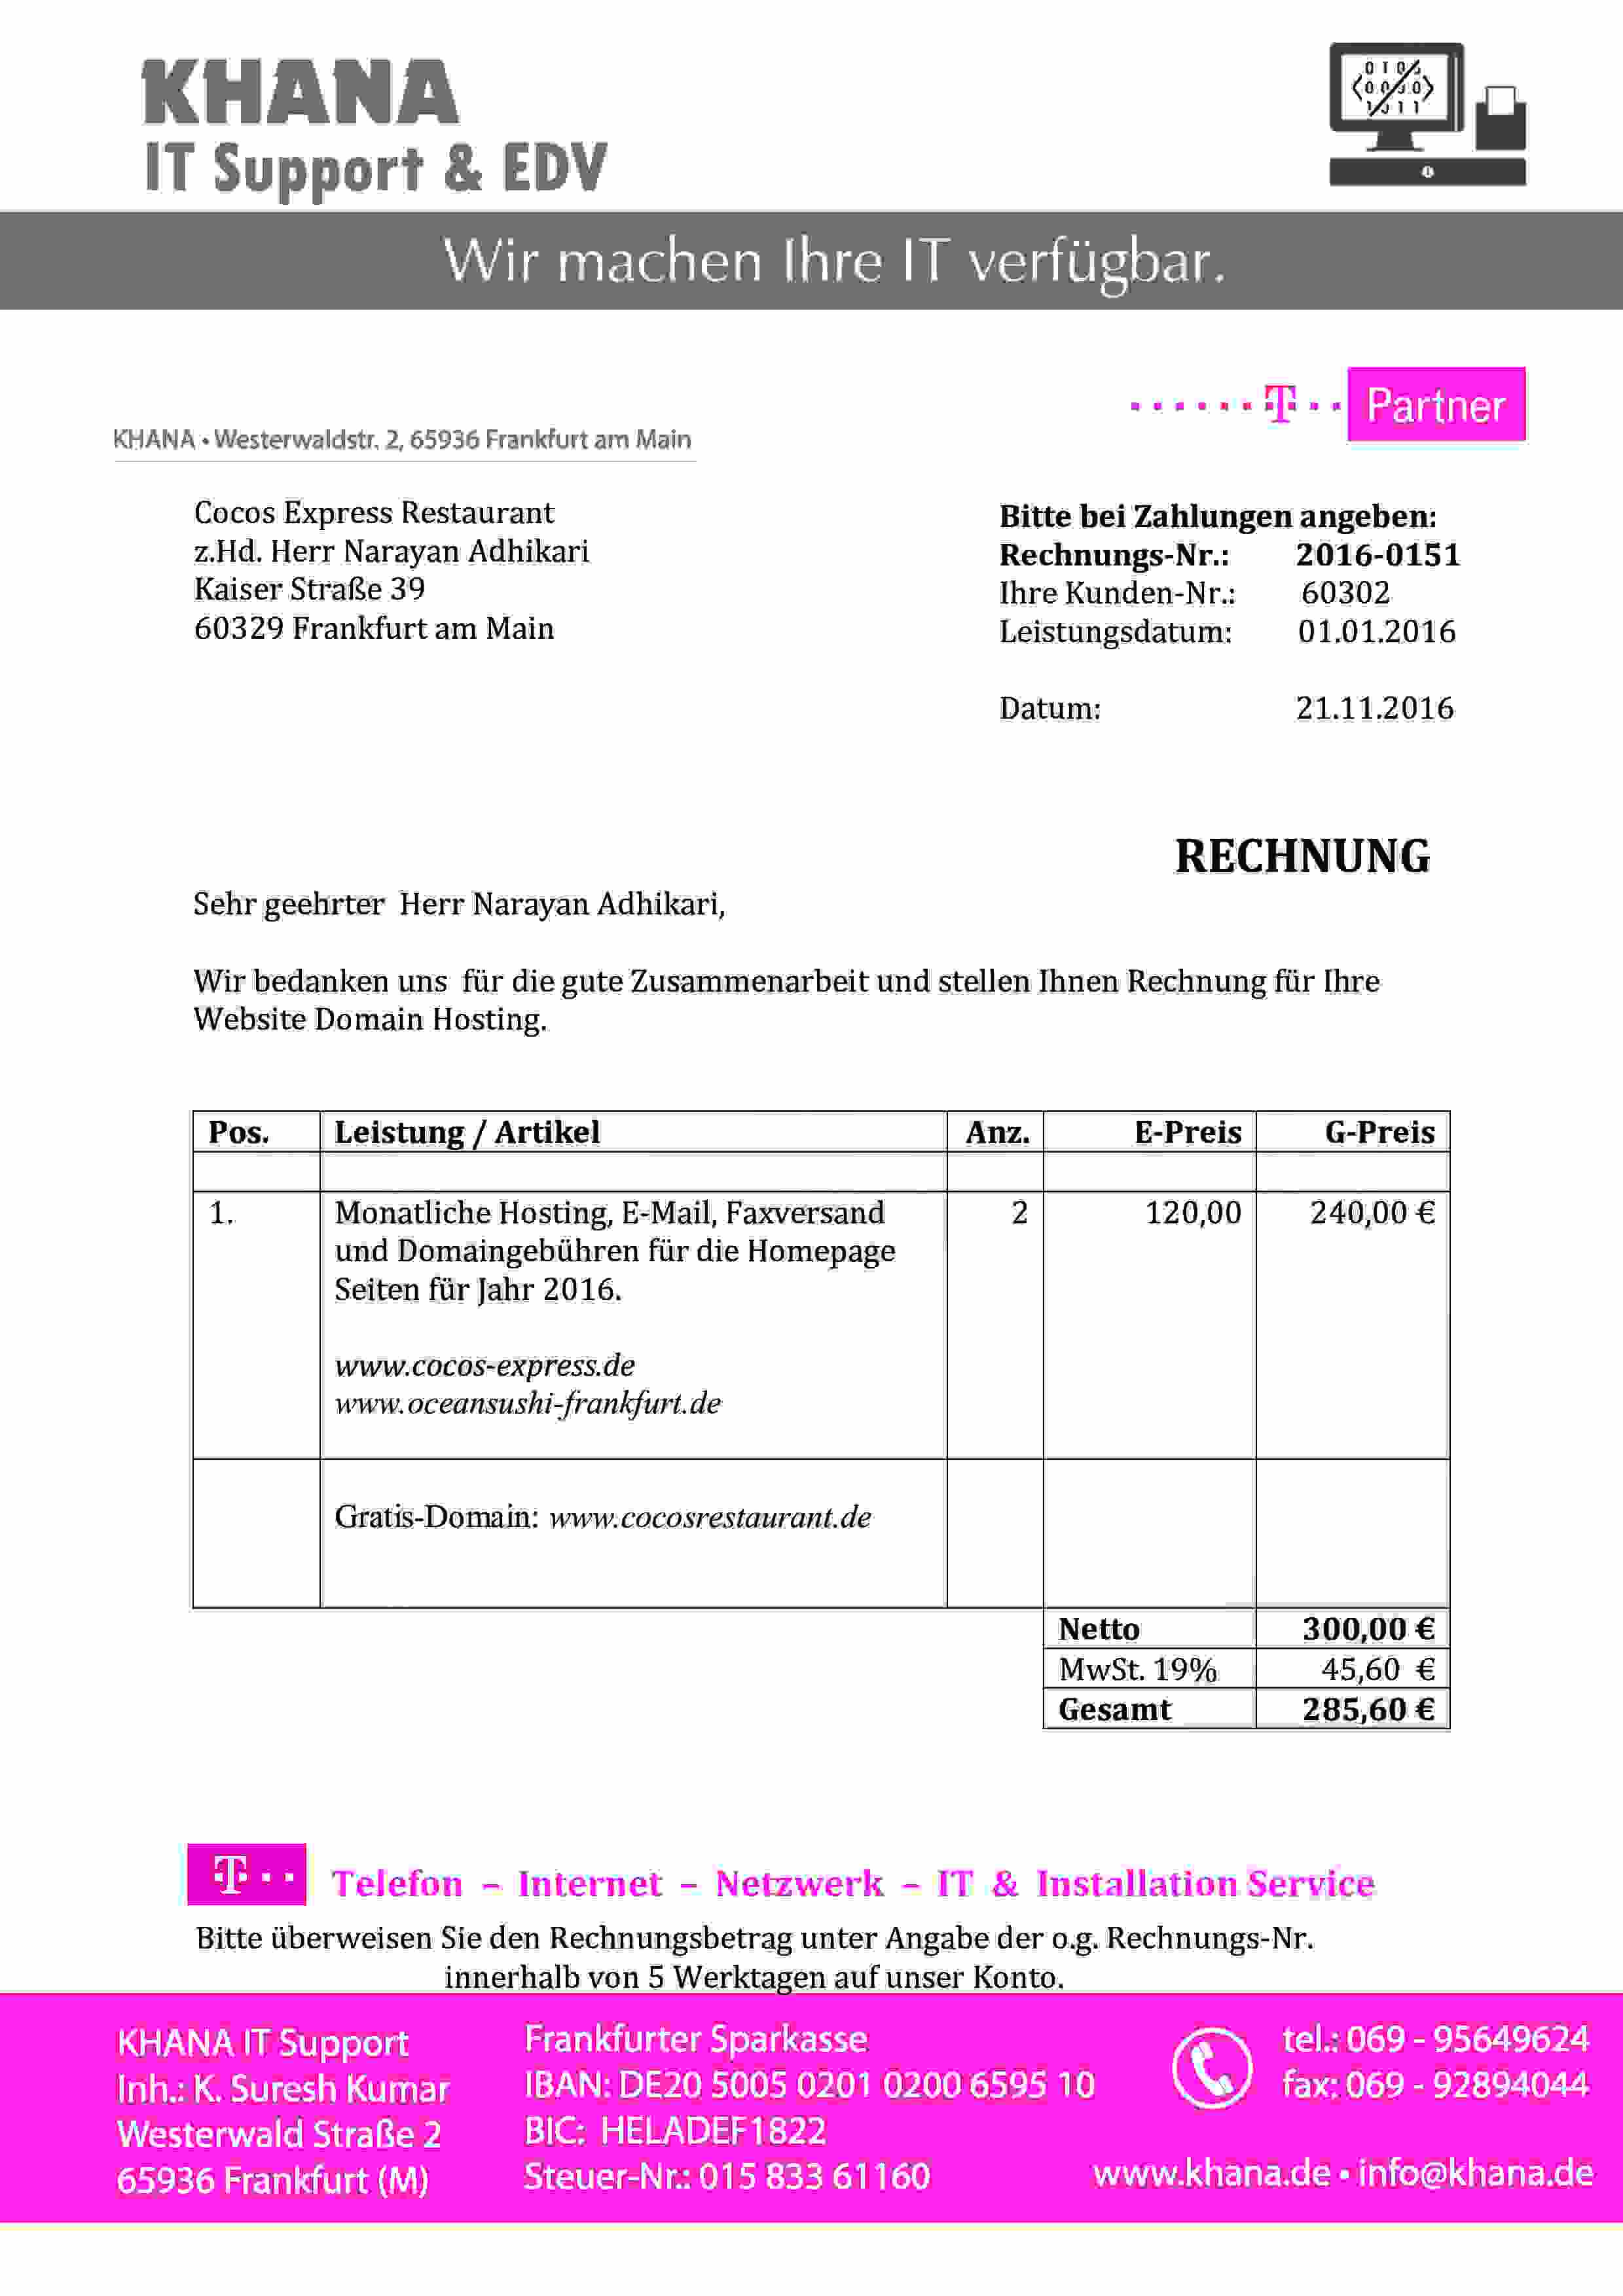 KHANA
IT Support & EDV
Wir machen Ihre IT verfügbar.
T Partner
KHANA • Westerwaldstr. 2, 65936 Frankfurt am Main
Cocos Express Restaurant
z.Hd. Herr Narayan Adhikari
Kaiser Straße 39
60329 Frankfurt am Main
Bitte bei Zahlungen angeben:
Rechnungs-Nr.: 2016-0151
Ihre Kunden-Nr.: 60302
Leistungsdatum: 01.01.2016
Datum: 21.11.2016
RECHNUNG
Sehr geehrter Herr Narayan Adhikari,
Wir bedanken uns für die gute Zusammenarbeit und stellen Ihnen Rechnung für Ihre
Website Domain Hosting.
Pos. Leistung / Artikel Anz. E-Preis G-Preis
1. Monatliche Hosting, E-Mail, Faxversand 2 120,00 240,00 €
und Domaingebühren für die Homepage
Seiten für Jahr 2016.
www.cocos-express.de
www.oceansushi-frankfurt.de
Gratis-Domain: www.cocosrestaurant.de
Netto 300,00 €
MwSt. 19% 45,60 €
Gesamt 285,60 €
T Telefon – Internet – Netzwerk – IT & Installation Service
Bitte überweisen Sie den Rechnungsbetrag unter Angabe der o.g. Rechnungs-Nr.
innerhalb von 5 Werktagen auf unser Konto.
KHANA IT Support
Inh.: K. Suresh Kumar
Westerwald Straße 2
65936 Frankfurt (M)
Frankfurter Sparkasse
IBAN: DE20 5005 0201 0200 6595 10
BIC: HELADEF1822
Steuer-Nr.: 015 833 61160
tel.: 069 - 95649624
fax: 069 - 92894044
www.khana.de • info@khana.de